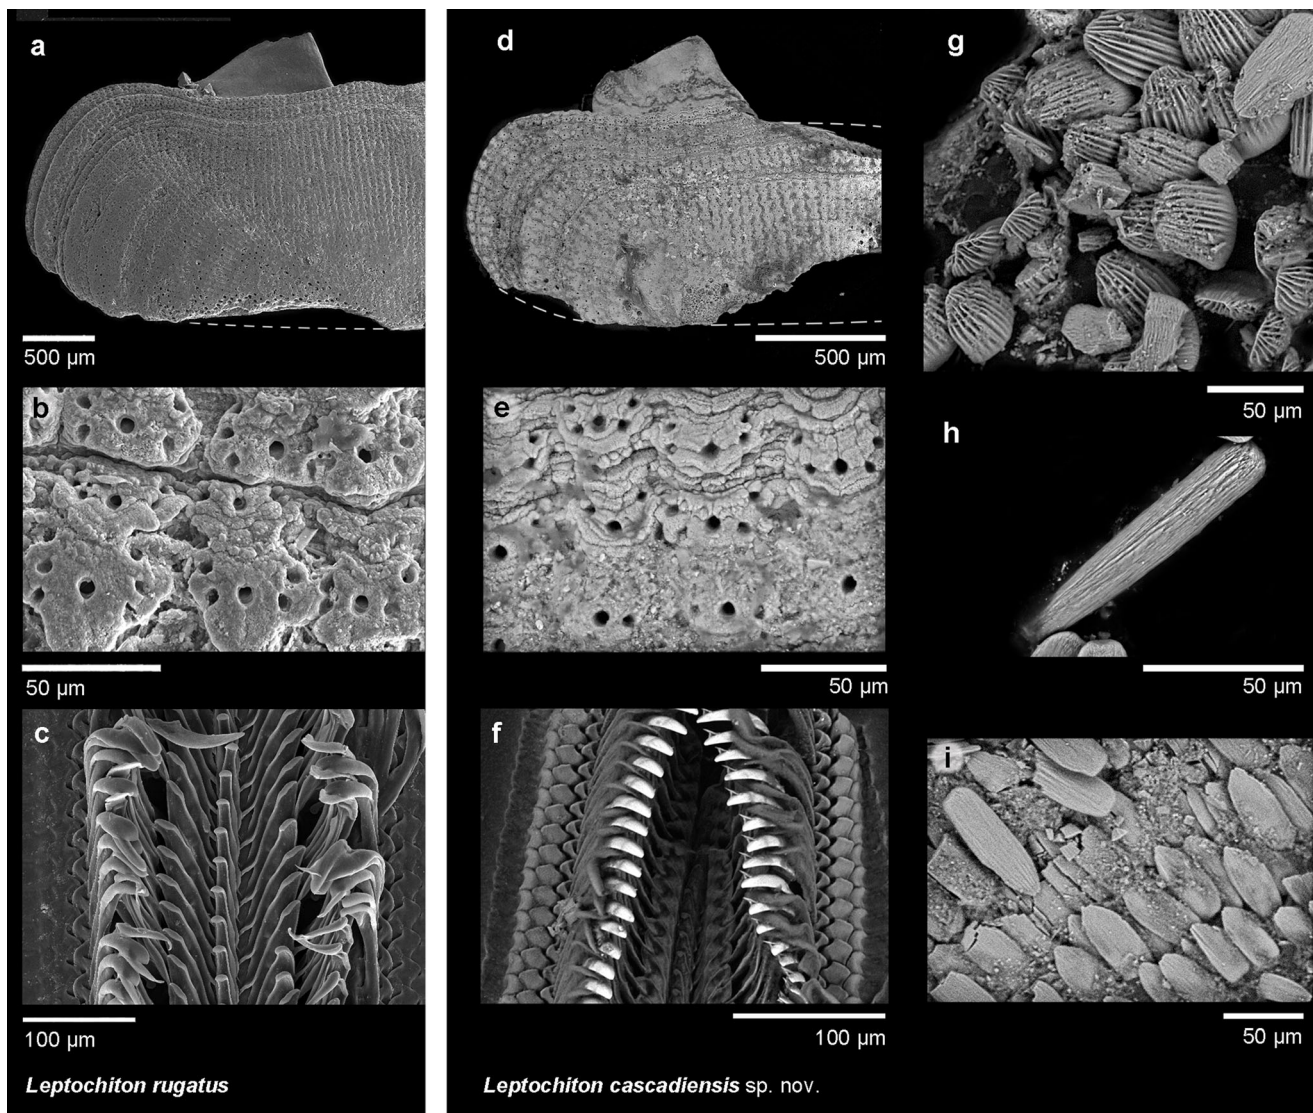 a
500 µm
b
50 µm
c
100 µm
Leptochiton rugatus
d
500 µm
e
50 µm
f
100 µm
g
50 µm
h
50 µm
i
50 µm
Leptochiton cascadiensis sp. nov.